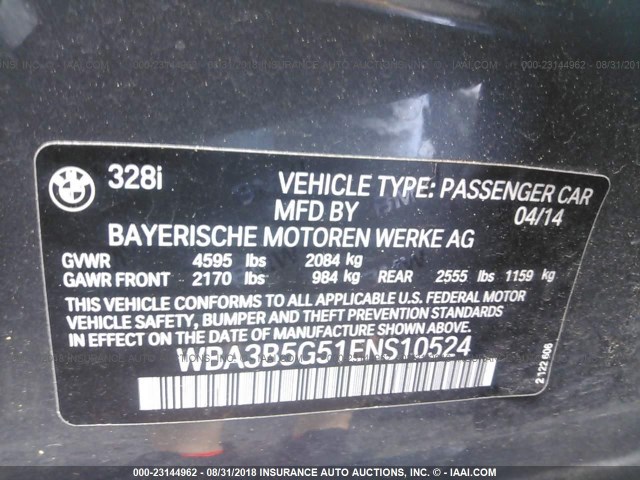 BMW
328i
VEHICLE TYPE: PASSENGER CAR
MFD BY
04/14
BAYERISCHE MOTOREN WERKE AG
GVWR 4595 lbs 2084 kg
GAWR FRONT 2170 lbs 984 kg REAR 2555 lbs 1159 kg
THIS VEHICLE CONFORMS TO ALL APPLICABLE U.S. FEDERAL MOTOR
VEHICLE SAFETY, BUMPER AND THEFT PREVENTION STANDARDS
IN EFFECT ON THE DATE OF MANUFACTURE SHOWN ABOVE.
WBA3B5G51ENS10524
2 122 606
000-23144962 - 08/31/2018 INSURANCE AUTO AUCTIONS, INC. © - IAAI.COM